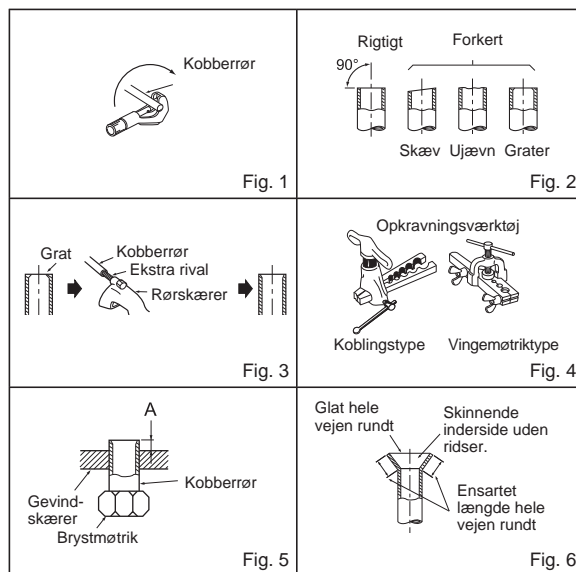 Kobberrør
Fig. 1
Rigtigt
Forkert
90°
Skæv Ujævn Grater
Fig. 2
Grat
Kobberrør
Ekstra rival
Rørskærer
Fig. 3
Opkravningsværktøj
Koblingstype
Vingemøtriktype
Fig. 4
A
Kobberrør
Gevind-
skærer
Brystmøtrik
Fig. 5
Glat hele
vejen rundt
Skinnende
inderside uden
ridser.
Ensartet
længde hele
vejen rundt
Fig. 6